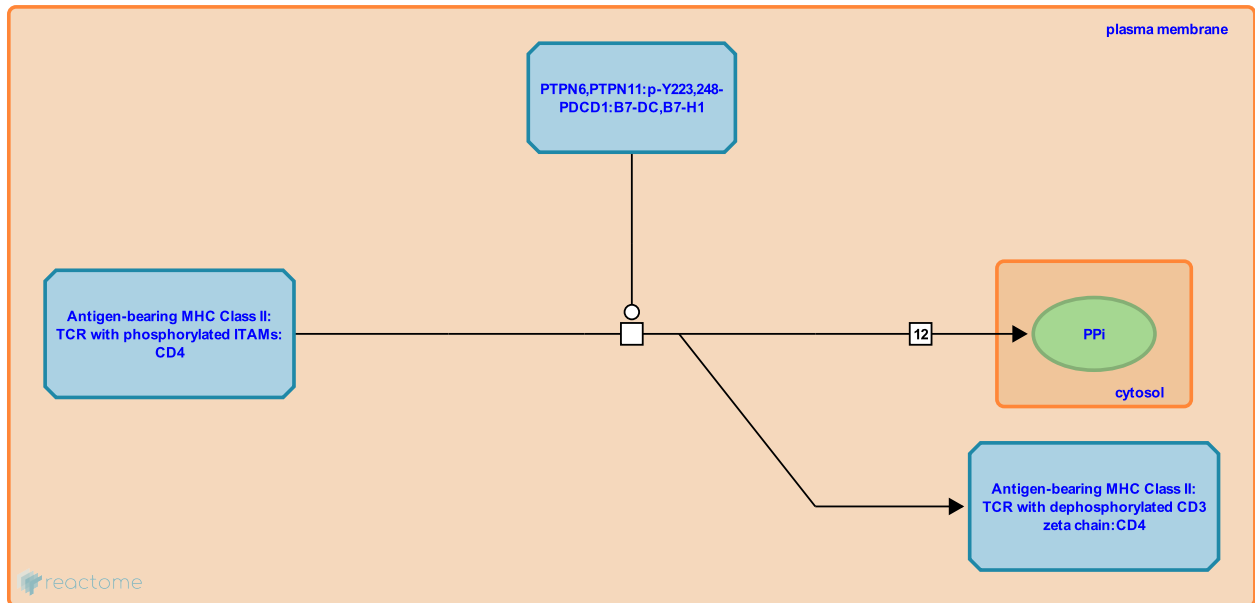 plasma membrane
PTPN6,PTPN11:p-Y223,248-
PDCD1:B7-DC,B7-H1
Antigen-bearing MHC Class II:
TCR with phosphorylated ITAMs:
CD4
12
PPi
cytosol
Antigen-bearing MHC Class II:
TCR with dephosphorylated CD3
zeta chain:CD4
reactome